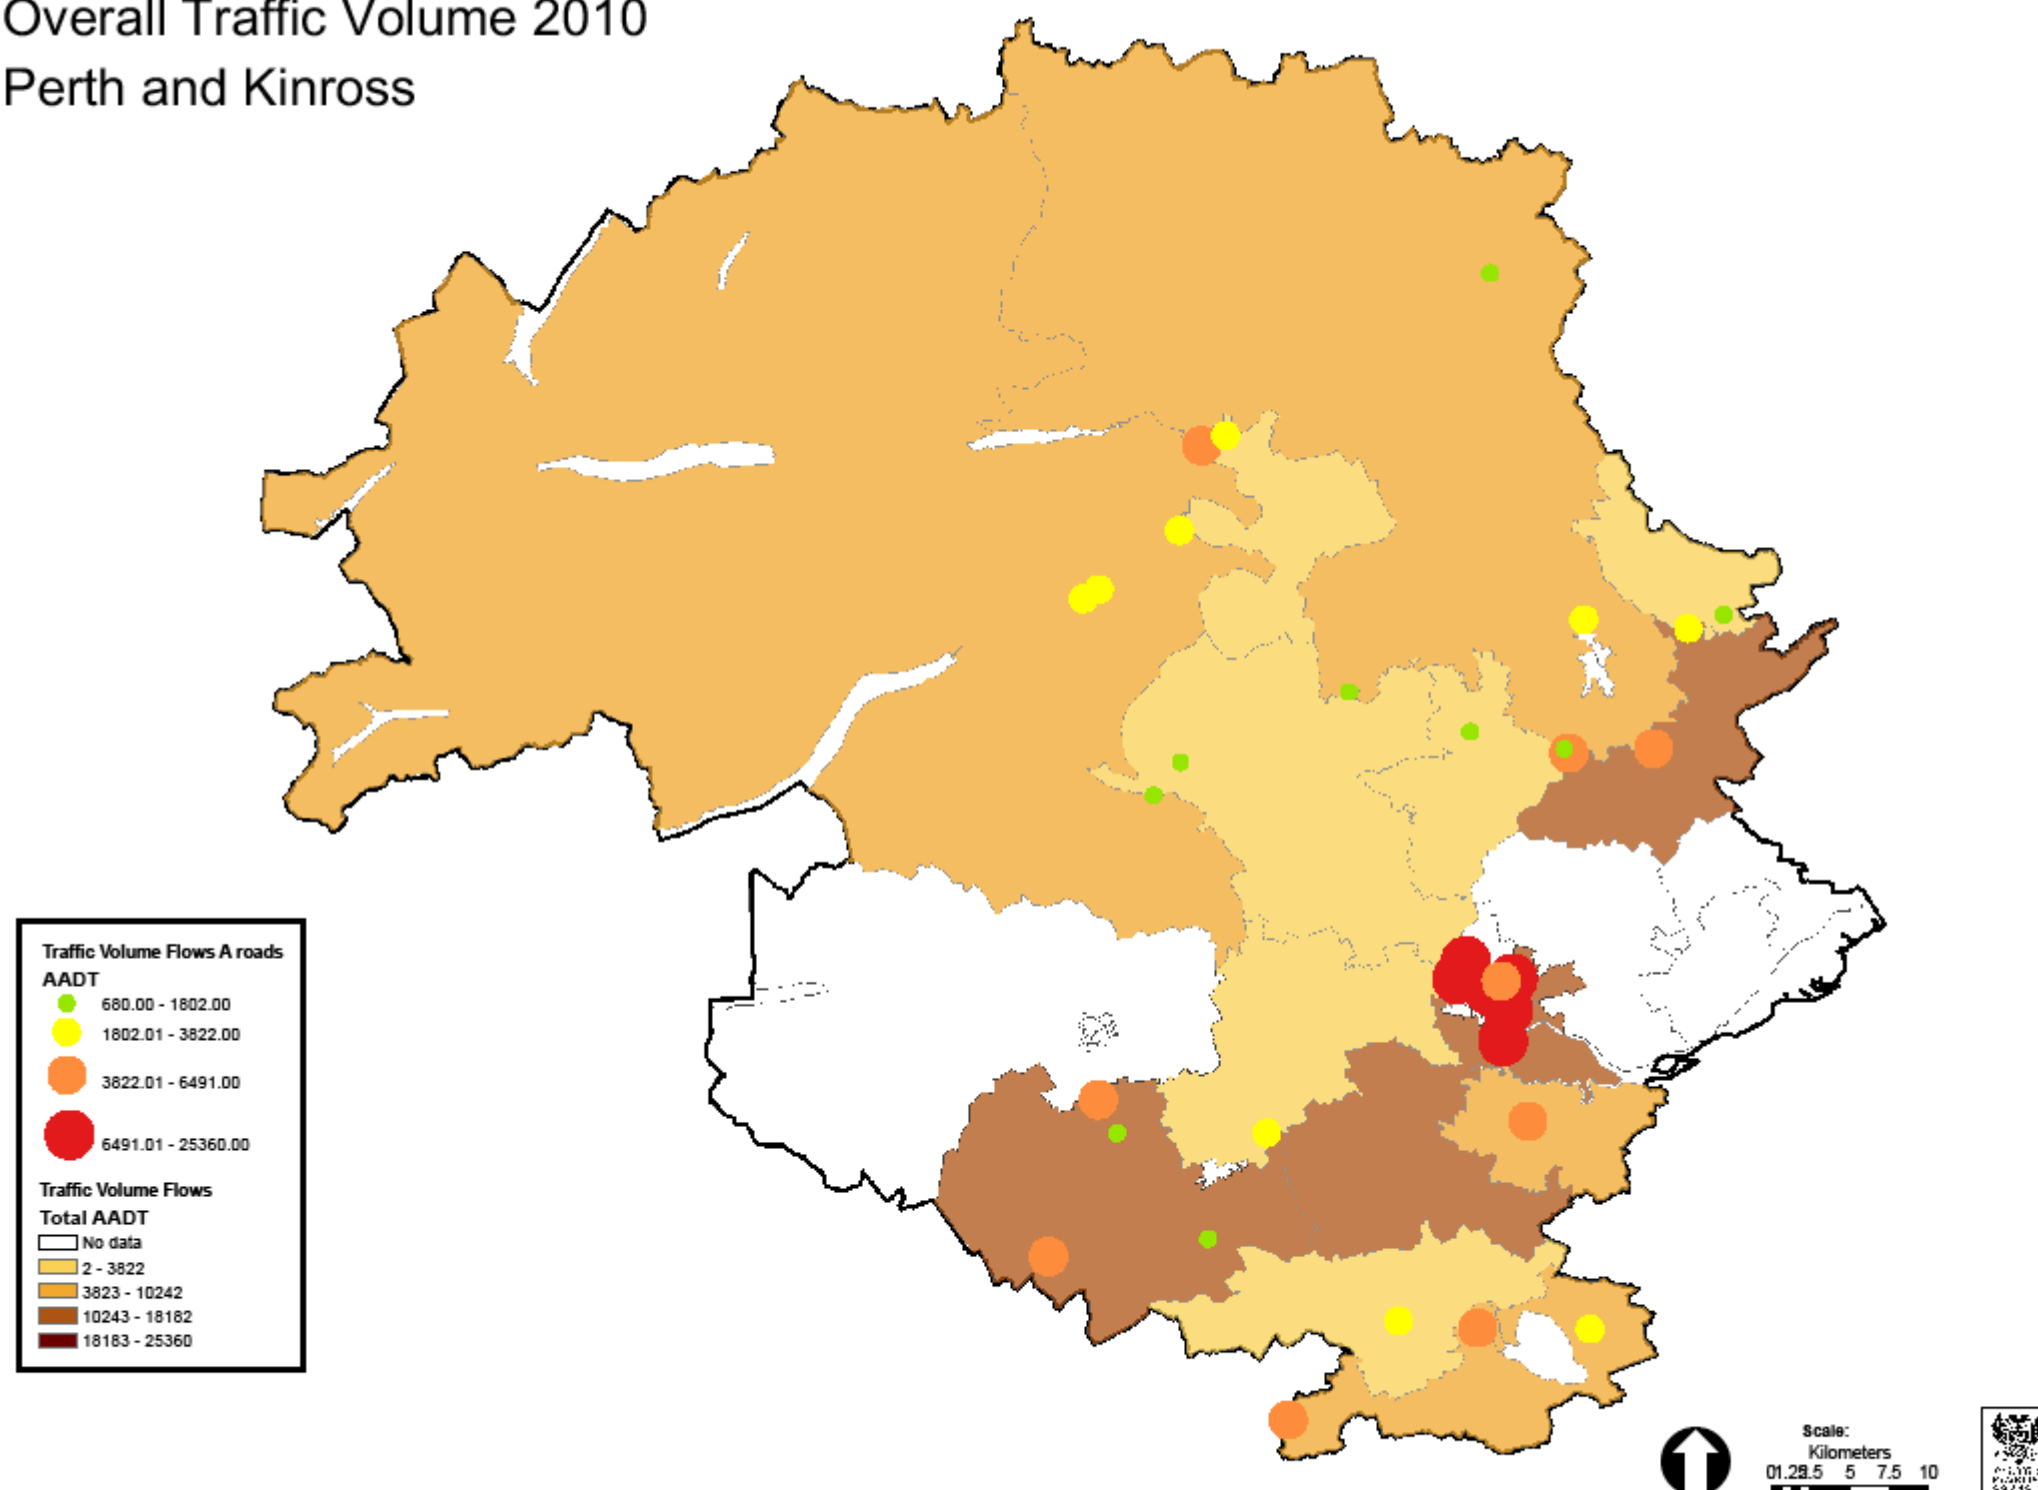 Overall Traffic Volume 2010
Perth and Kinross
Traffic Volume Flows A roads
AADT
680.00 - 1802.00
1802.01 - 3822.00
3822.01 - 6491.00
6491.01 - 25360.00
Traffic Volume Flows
Total AADT
No data
2 - 3822
3823 - 10242
10243 - 18182
18183 - 25360
Scale:
Kilometers
5 7.5 10